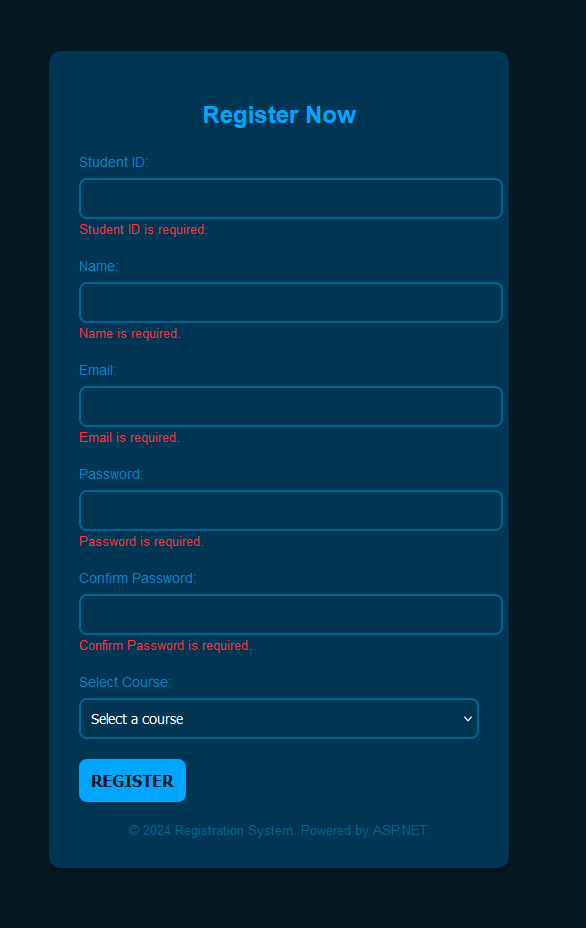 Register Now
Student ID:
Student ID is required.
Name:
Name is required.
Email:
Email is required.
Password:
Password is required.
Confirm Password:
Confirm Password is required.
Select Course:
Select a course
REGISTER
© 2024 Registration System. Powered by ASP.NET.